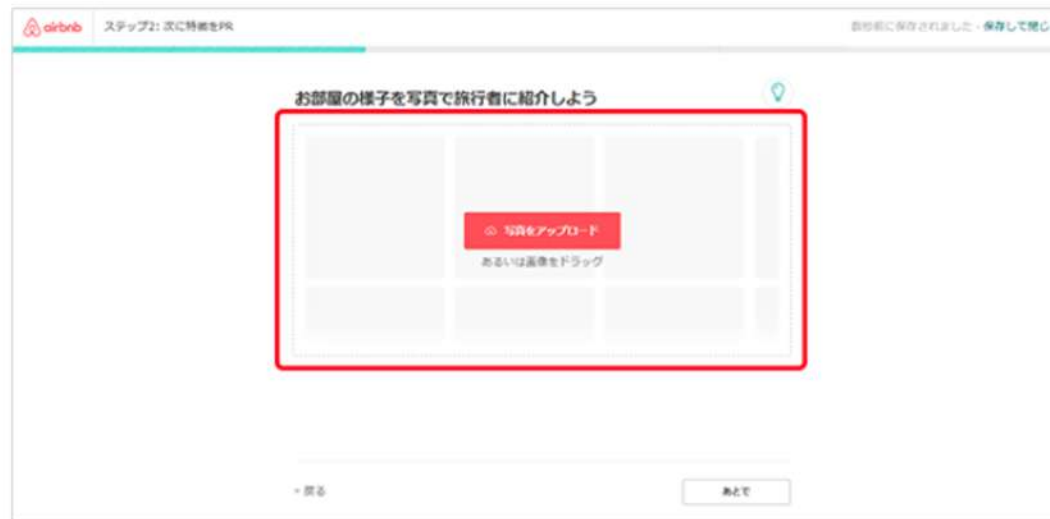 airbnb
ステップ2: 次に特徴をPR
数秒前に保存されました - 保存して閉じ
お部屋の様子を写真で旅行者に紹介しよう
写真をアップロード
あるいは画像をドラッグ
戻る
あとで